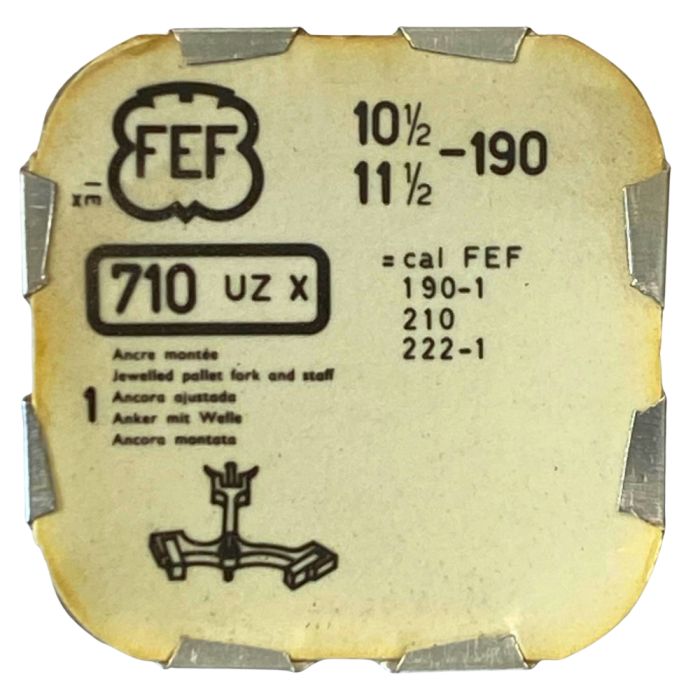 FEF
10½
11½
-190
710 UZ X
= cal FEF
190-1
210
222-1
1
Ancre montée
Jewelled pallet fork and staff
Ancora ajustada
Anker mit Welle
Ancora montata